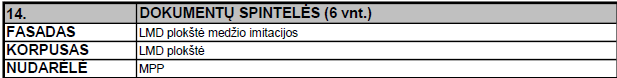 14. DOKUMENTŲ SPINTELĖS (6 vnt.)
FASADAS LMD plokštė medžio imitacijos
KORPUSAS LMD plokštė
NUDARĖLĖ MPP